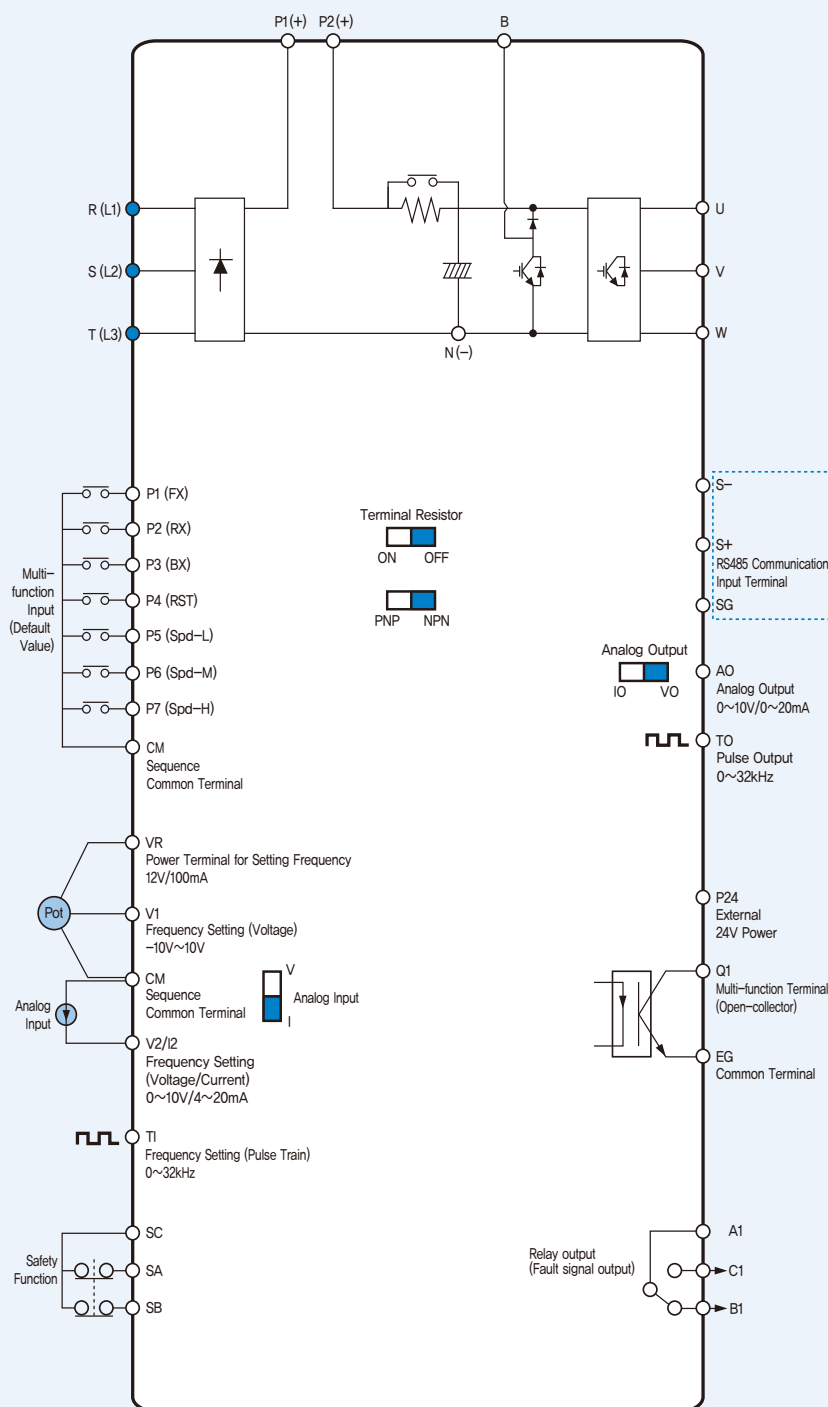 P1(+)
P2(+)
B
R (L1)
S (L2)
T (L3)
U
V
W
N (−)
Multi−
function
Input
(Default
Value)
P1 (FX)
P2 (RX)
P3 (BX)
P4 (RST)
P5 (Spd−L)
P6 (Spd−M)
P7 (Spd−H)
CM
Sequence
Common Terminal
Terminal Resistor
ON OFF
PNP NPN
S−
S+
RS485 Communication
Input Terminal
SG
Analog Output
IO VO
AO
Analog Output
0~10V/0~20mA
TO
Pulse Output
0~32kHz
Pot
VR
Power Terminal for Setting Frequency
12V/100mA
V1
Frequency Setting (Voltage)
−10V~10V
CM
Sequence
Common Terminal
V
Analog Input
I
Analog
Input
V2/I2
Frequency Setting
(Voltage/Current)
0~10V/4~20mA
TI
Frequency Setting (Pulse Train)
0~32kHz
P24
External
24V Power
Q1
Multi−function Terminal
(Open−collector)
EG
Common Terminal
Safety
Function
SC
SA
SB
Relay output
(Fault signal output)
A1
C1
B1